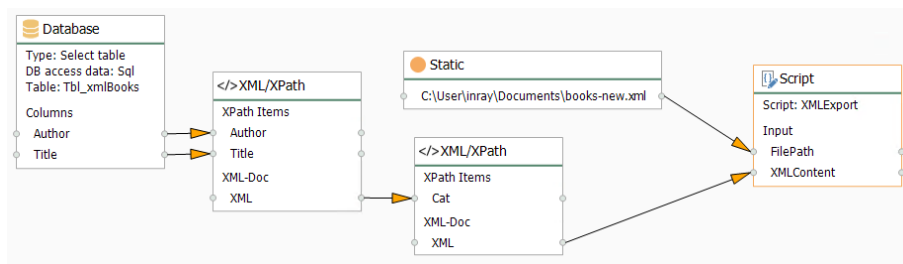 Database
Type: Select table
DB access data: Sql
Table: Tbl_xmlBooks
Columns
Author
Title
</>XML/XPath
XPath Items
Author
Title
XML-Doc
XML
Static
C:\User\inray\Documents\books-new.xml
</>XML/XPath
XPath Items
Cat
XML-Doc
XML
Script
Script: XMLExport
Input
FilePath
XMLContent